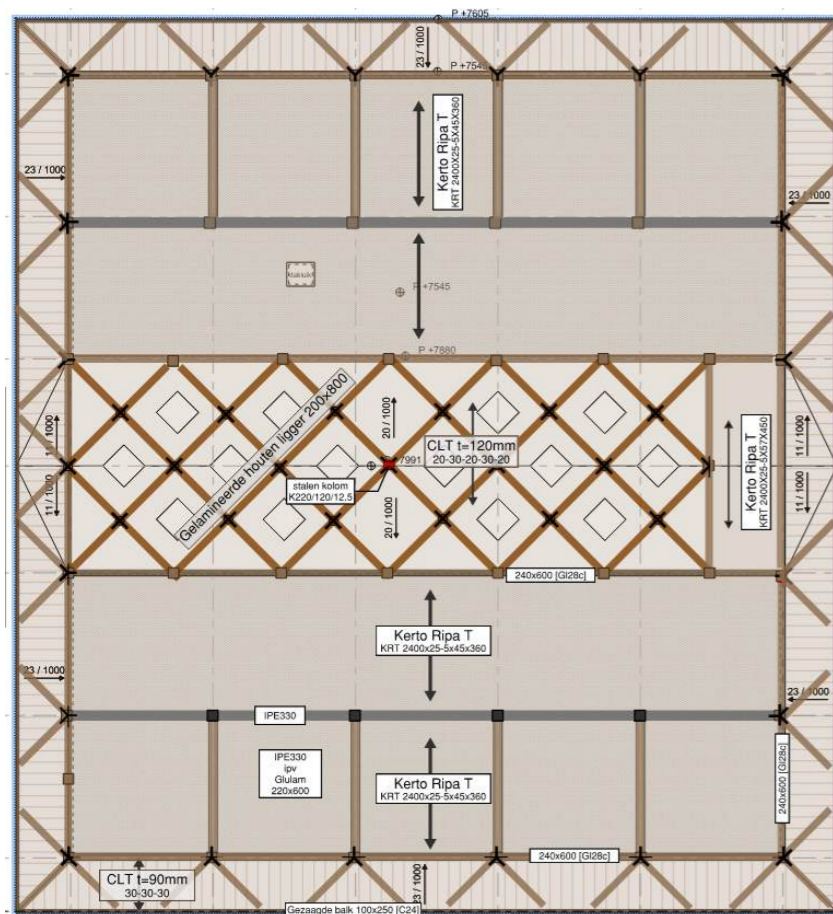 P +7605
23 / 1000
P +7545
Kerto Ripa T
KRT 2400X25-5X45X360
23 / 1000
23 / 1000
P +7545
P +7880
Gelamineerde houten ligger 200x800
20 / 1000
11 / 1000
11 / 1000
CLT t=120mm
20-30-20-30-20
Kerto Ripa T
KRT 2400X25-5X57X450
7991
stalen kolom
K220/120/12.5
11 / 1000
11 / 1000
20 / 1000
240x600 [Gl28c]
Kerto Ripa T
KRT 2400x25-5x45x360
23 / 1000
23 / 1000
IPE330
IPE330
ipv
Glulam
220x600
Kerto Ripa T
KRT 2400x25-5x45x360
240x600 [Gl28c]
240x600 [Gl28c]
CLT t=90mm
30-30-30
23 / 1000
Gezaagde balk 100x250 [C24]